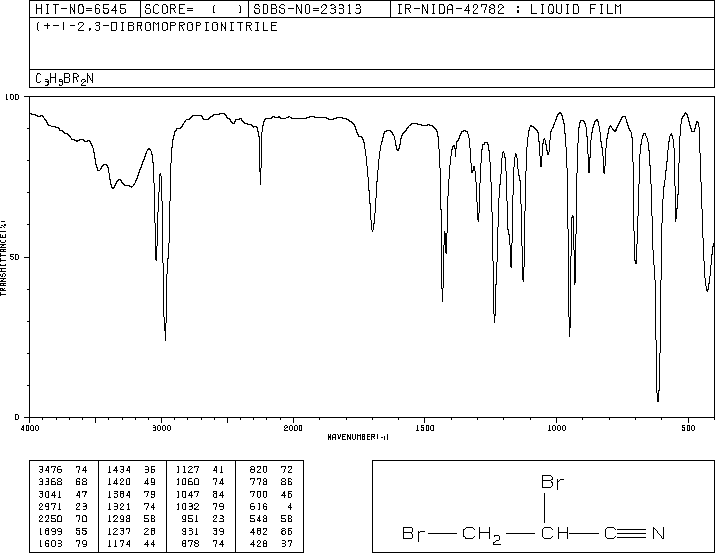 HIT-NO=6545 SCORE= ( ) SDBS-NO=23313 IR-NIDA-42782 : LIQUID FILM
(+-)-2,3-DIBROMOPROPIONITRILE
C3H3BR2N
100
50
0
TRANSMITTANCE(%)
4000 3000 2000 1500 1000 500
WAVENUMBER(-1)
3476 74 1434 36 1127 41 820 72
3368 68 1420 49 1060 74 778 86
3041 47 1384 79 1047 84 700 46
2971 23 1321 74 1032 79 616 4
2250 70 1298 58 951 23 548 58
1699 55 1237 28 931 39 482 86
1603 79 1174 44 878 74 428 37
Br
Br CH2 CH C N